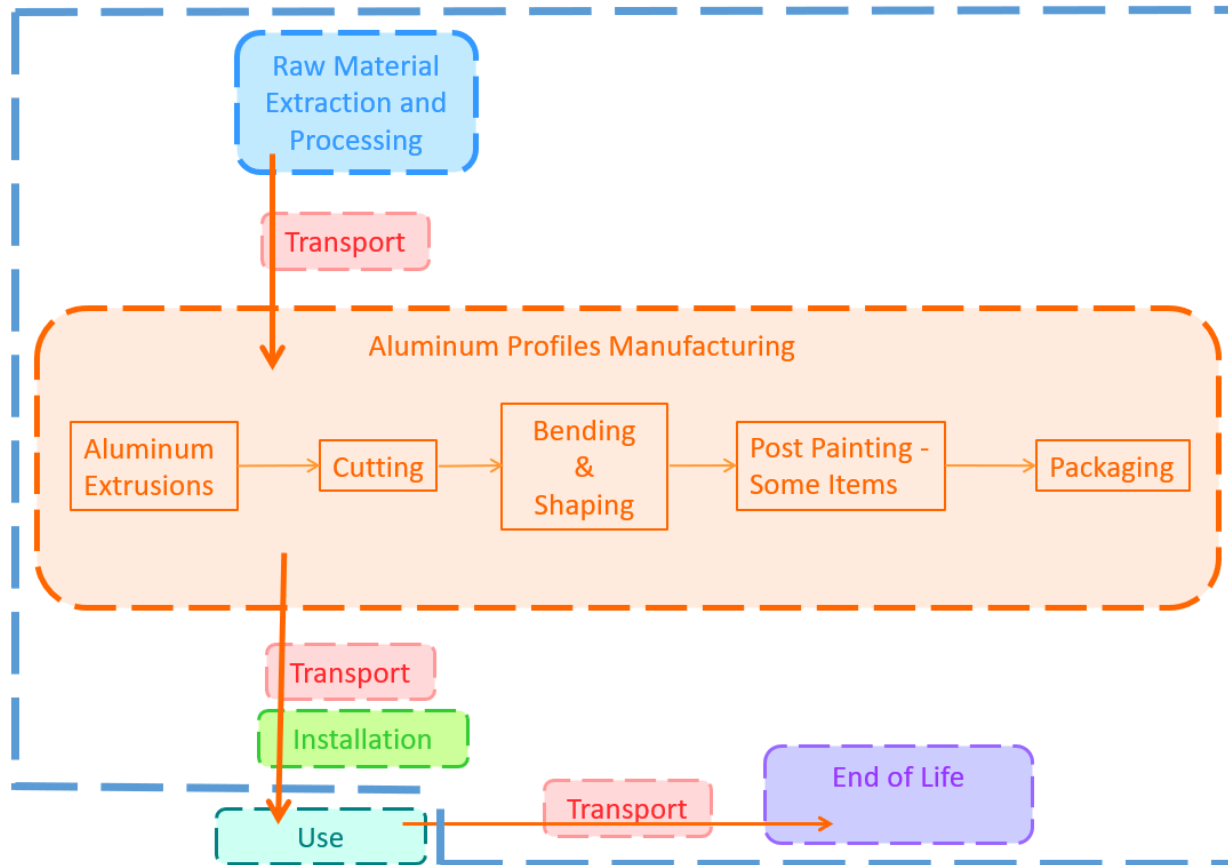 Raw Material
Extraction and
Processing
Transport
Aluminum Profiles Manufacturing
Aluminum
Extrusions
Cutting
Bending
&
Shaping
Post Painting -
Some Items
Packaging
Transport
Installation
Use
Transport
End of Life